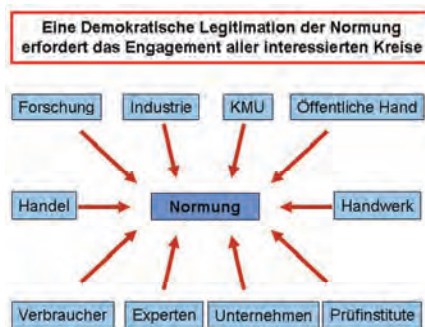 Eine Demokratische Legitimation der Normung
erfordert das Engagement aller interessierten Kreise
Forschung
Industrie
KMU
Öffentliche Hand
Handel
Normung
Handwerk
Verbraucher
Experten
Unternehmen
Prüfinstitute